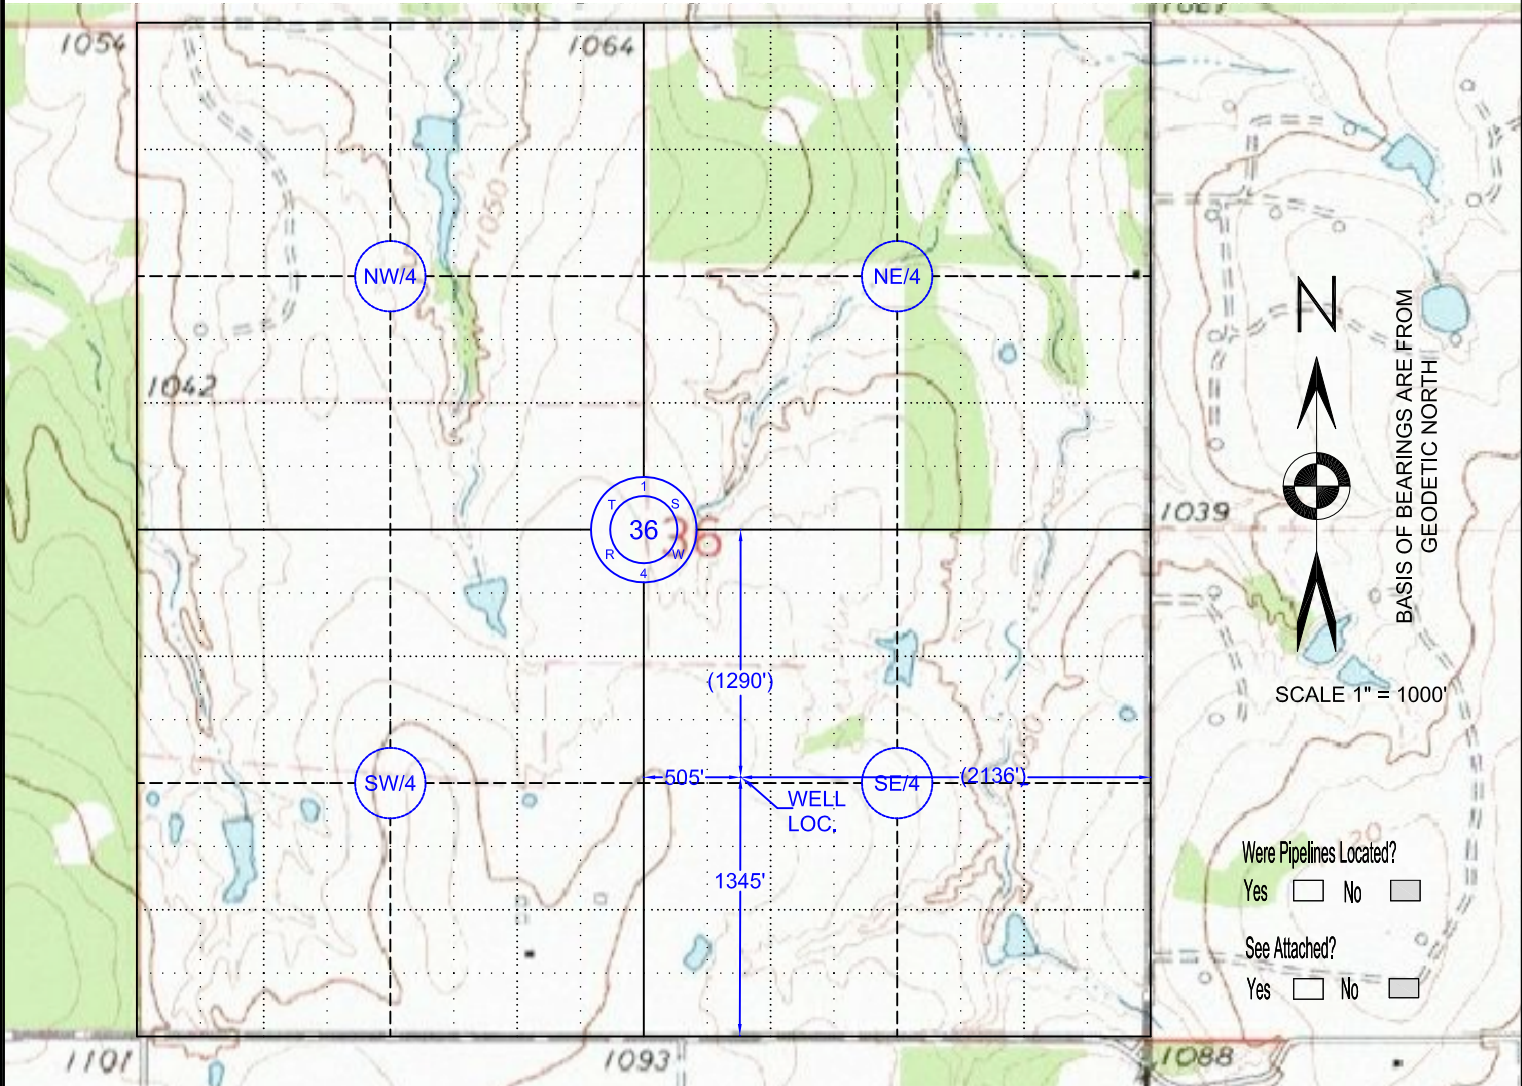 1054
1064
1050
NW/4
NE/4
N
1042
1
T
S
36
36
R
W
4
1039
BASIS OF BEARINGS ARE FROM
GEODETIC NORTH
(1290')
SCALE 1" = 1000'
505'
(2136')
SW/4
SE/4
WELL
LOC.
1345'
Were Pipelines Located?
Yes No
See Attached?
Yes No
1101
1093
1088